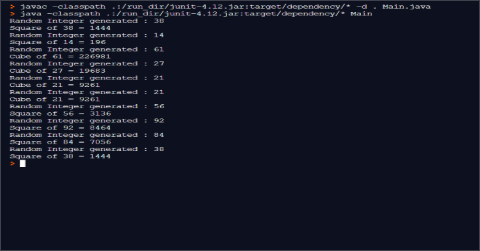 > javac -classpath .:/run_dir/junit-4.12.jar:target/dependency/* -d . Main.java
> java -classpath .:/run_dir/junit-4.12.jar:target/dependency/* Main
Random Integer generated : 38
Square of 38 = 1444
Random Integer generated : 14
Square of 14 = 196
Random Integer generated : 61
Cube of 61 = 226981
Random Integer generated : 27
Cube of 27 = 19683
Random Integer generated : 21
Cube of 21 = 9261
Random Integer generated : 21
Cube of 21 = 9261
Random Integer generated : 56
Square of 56 = 3136
Random Integer generated : 92
Square of 92 = 8464
Random Integer generated : 84
Square of 84 = 7056
Random Integer generated : 38
Square of 38 = 1444
>